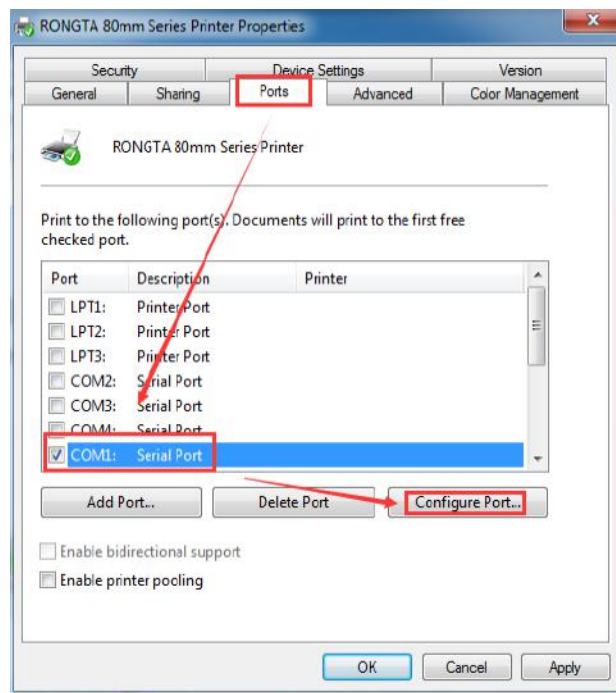 RONGTA 80mm Series Printer Properties
Security Device Settings Version
General Sharing Ports Advanced Color Management
RONGTA 80mm Series Printer
Print to the following port(s). Documents will print to the first free
checked port.
Port Description Printer
LPT1: Printer Port
LPT2: Printer Port
LPT3: Printer Port
COM2: Serial Port
COM3: Serial Port
COM4: Serial Port
COM1: Serial Port
Add Port... Delete Port Configure Port...
Enable bidirectional support
Enable printer pooling
OK Cancel Apply